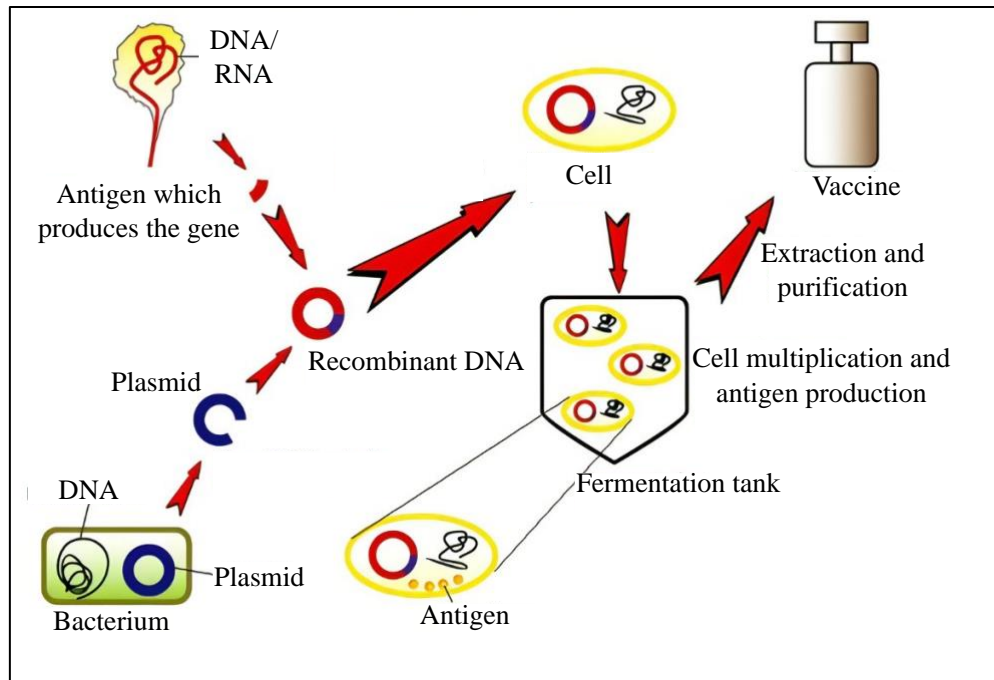 DNA/
RNA
Antigen which
produces the gene
Cell
Vaccine
Extraction and
purification
Recombinant DNA
Plasmid
Cell multiplication and
antigen production
Fermentation tank
DNA
Plasmid
Bacterium
Antigen